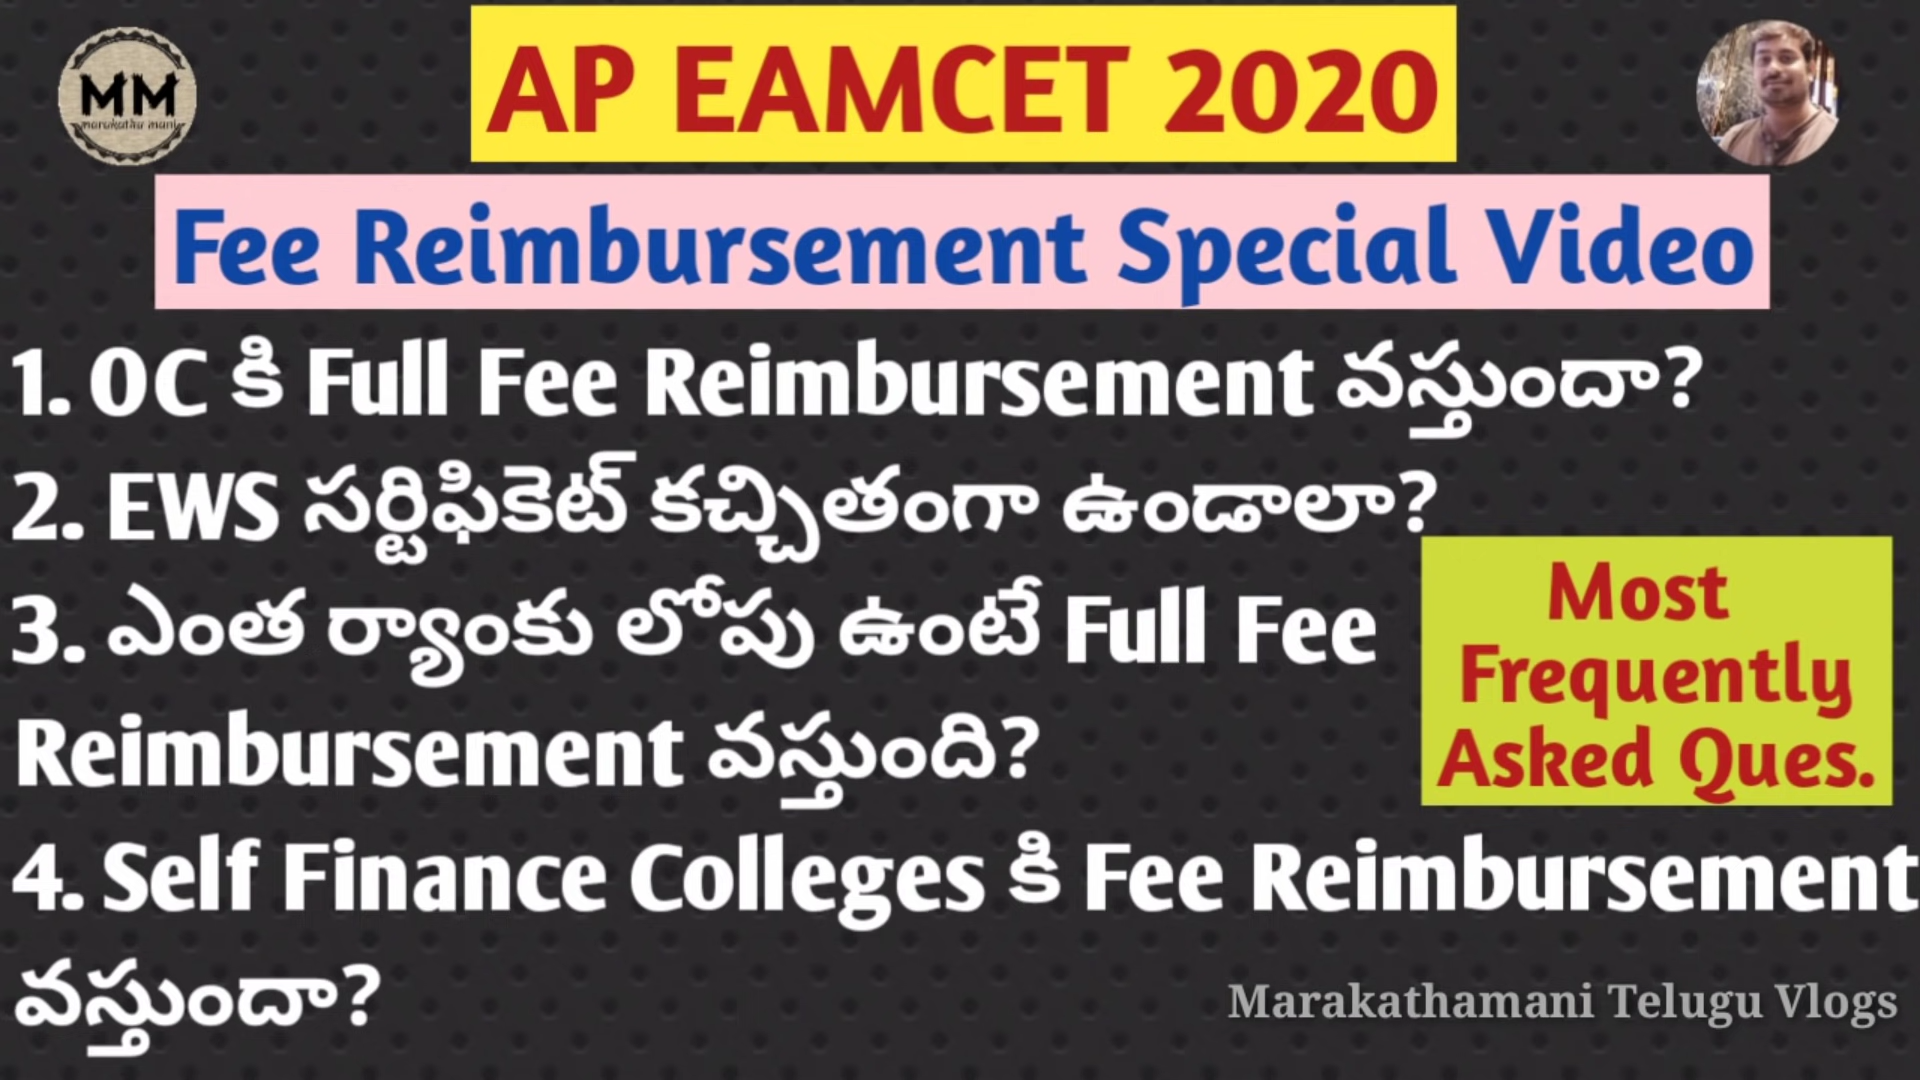 MM
marakatha mani
AP EAMCET 2020
Fee Reimbursement Special Video
1. OC కి Full Fee Reimbursement వస్తుందా?
2. EWS సర్టిఫికెట్ కచ్చితంగా ఉండాలా?
3. ఎంత ర్యాంకు లోపు ఉంటే Full Fee
Reimbursement వస్తుంది?
Most
Frequently
Asked Ques.
4. Self Finance Colleges కి Fee Reimbursement
వస్తుందా?
Marakathamani Telugu Vlogs